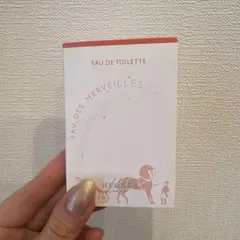 EAU DE TOILETTE
EAU DES MERVEILLES
HERMÈS